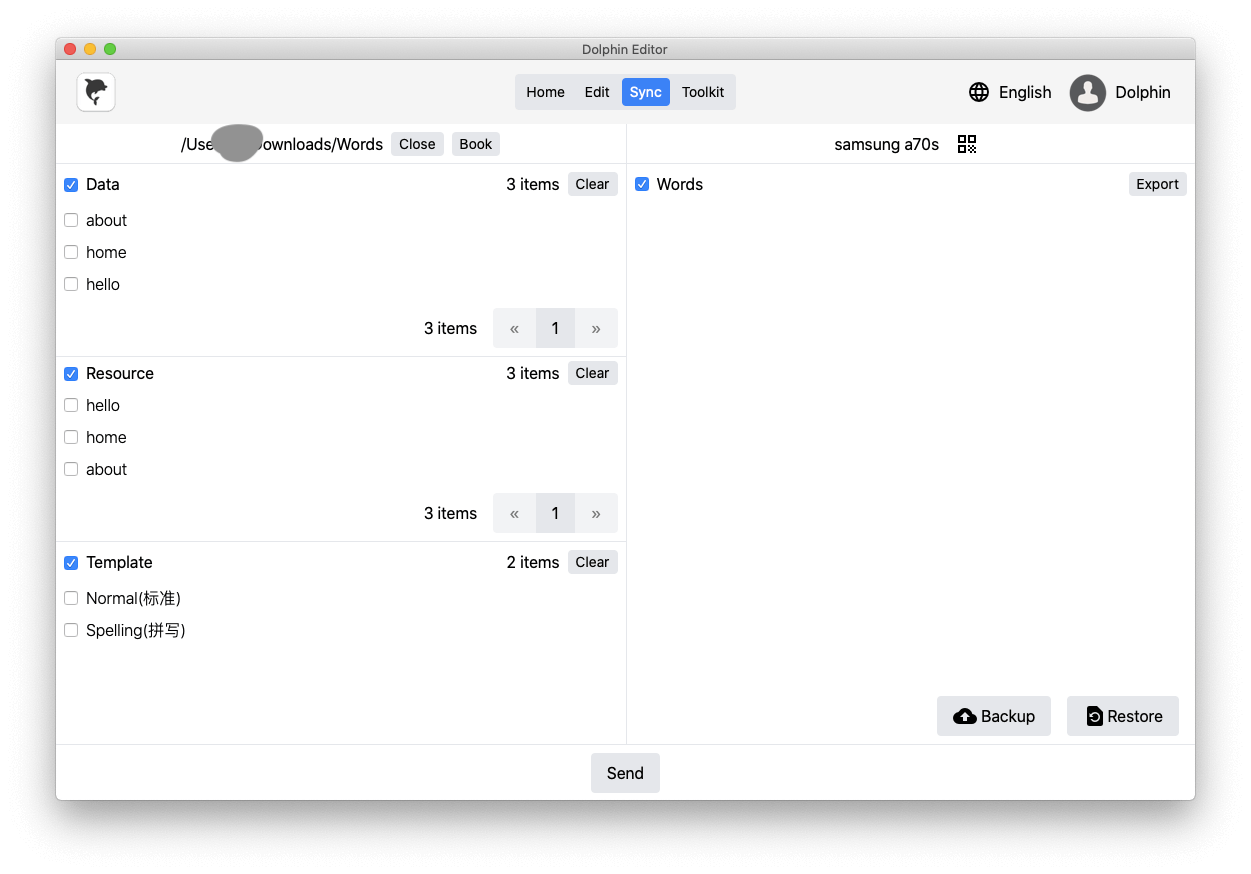 Dolphin Editor
Home Edit Sync Toolkit English Dolphin
/Use ownloads/Words Close Book
samsung a70s
Data 3 items Clear
about
home
hello
3 items « 1 »
Resource 3 items Clear
hello
home
about
3 items « 1 »
Template 2 items Clear
Normal(标准)
Spelling(拼写)
Words Export
Backup Restore
Send